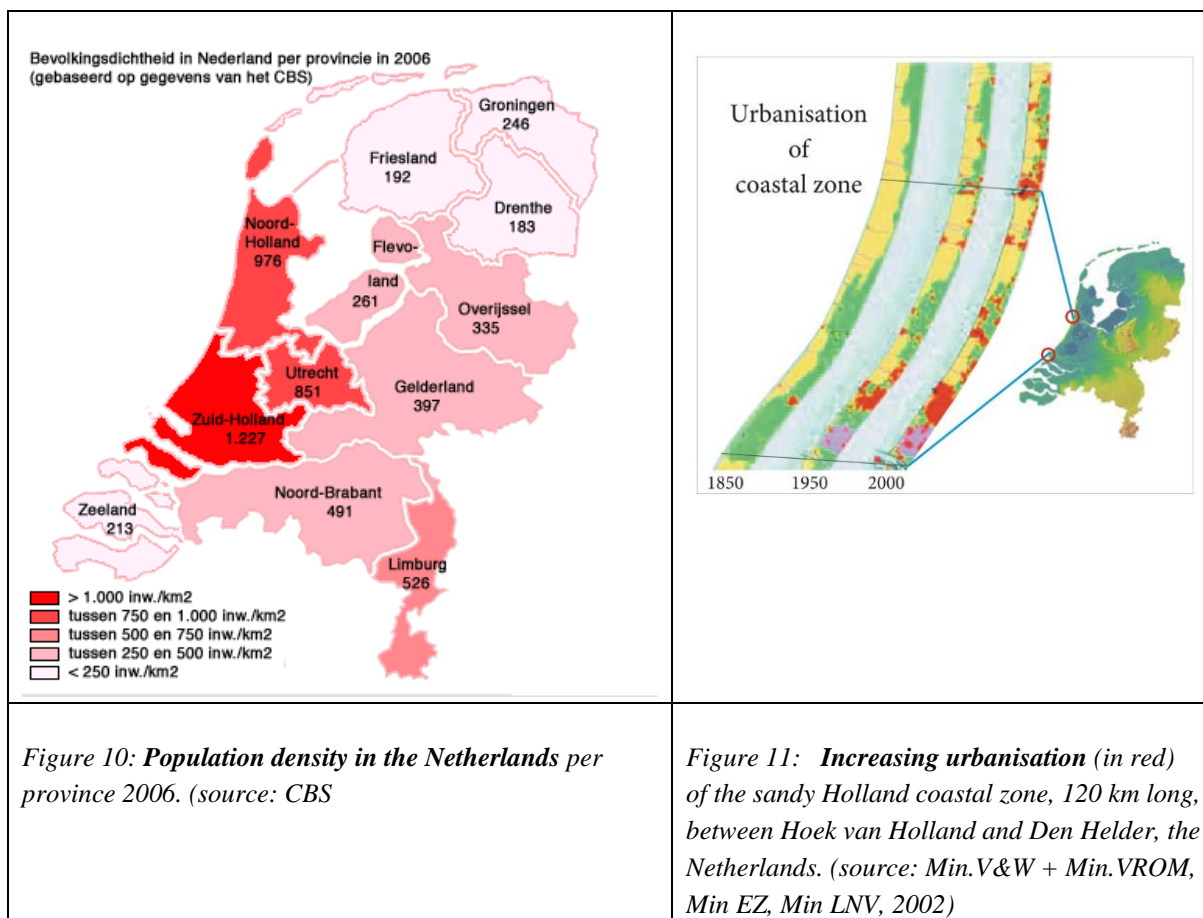 Bevolkingsdichtheid in Nederland per provincie in 2006
(gebaseerd op gegevens van het CBS)
Groningen
246
Friesland
192
Drenthe
183
Noord-
Holland
976
Flevo-
land
261
Overijssel
335
Utrecht
851
Gelderland
397
Zuid-Holland
1.227
Noord-Brabant
491
Zeeland
213
Limburg
526
> 1.000 inw./km2
tussen 750 en 1.000 inw./km2
tussen 500 en 750 inw./km2
tussen 250 en 500 inw./km2
< 250 inw./km2
Urbanisation
of
coastal zone
1850 1950 2000
Figure 10: Population density in the Netherlands per
province 2006. (source: CBS
Figure 11: Increasing urbanisation (in red)
of the sandy Holland coastal zone, 120 km long,
between Hoek van Holland and Den Helder, the
Netherlands. (source: Min.V&W + Min.VROM,
Min EZ, Min LNV, 2002)